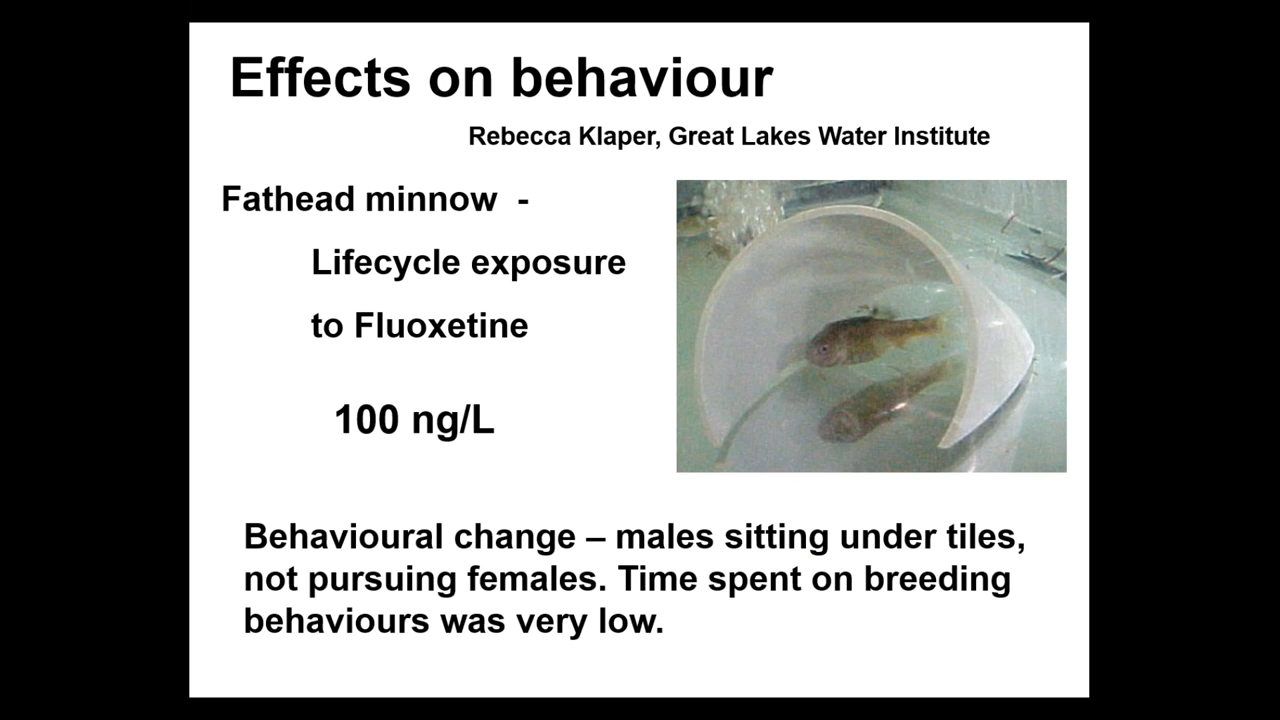 Effects on behaviour
Rebecca Klaper, Great Lakes Water Institute
Fathead minnow -
Lifecycle exposure
to Fluoxetine
100 ng/L
Behavioural change – males sitting under tiles,
not pursuing females. Time spent on breeding
behaviours was very low.